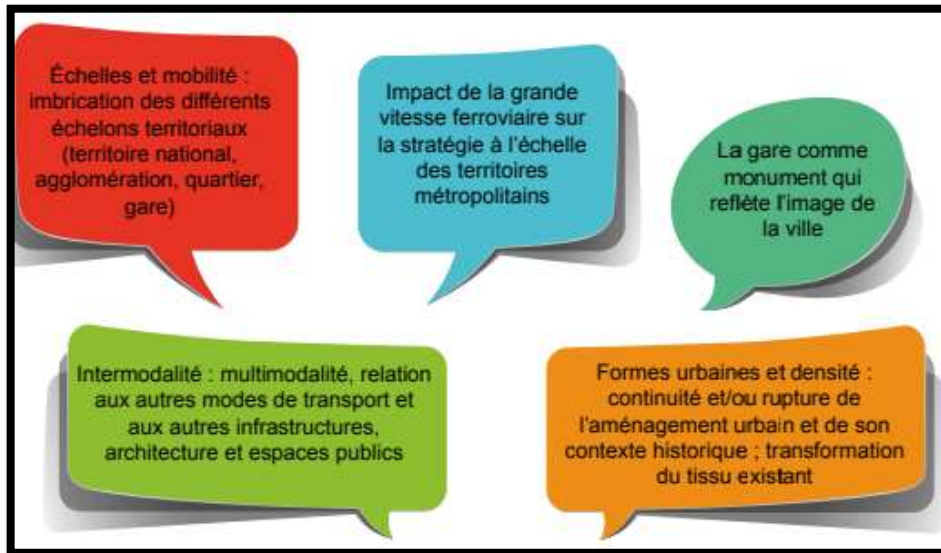 Échelles et mobilité :
imbrication des différents
échelons territoriaux
(territoire national,
agglomération, quartier,
gare)
Impact de la grande
vitesse ferroviaire sur
la stratégie à l'échelle
des territoires
métropolitains
La gare comme
monument qui
reflète l'image de
la ville
Intermodalité : multimodalité, relation
aux autres modes de transport et
aux autres infrastructures,
architecture et espaces publics
Formes urbaines et densité :
continuité et/ou rupture de
l'aménagement urbain et de son
contexte historique ; transformation
du tissu existant